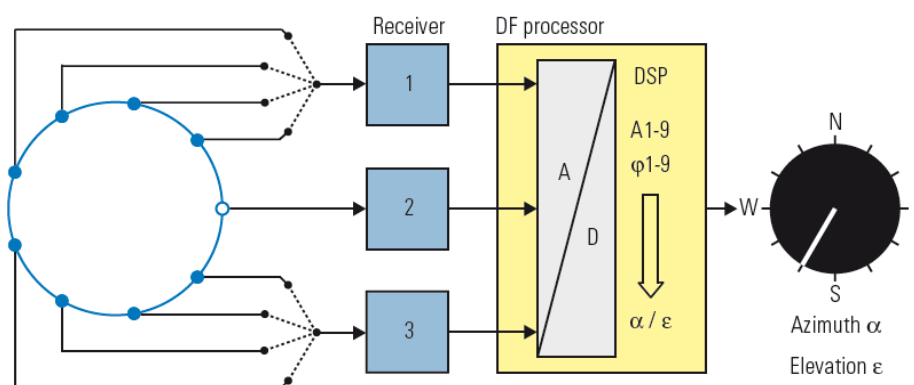 Receiver
DF processor
1
2
3
A
D
DSP
A1-9
φ1-9
α / ε
N
W
S
Azimuth α
Elevation ε